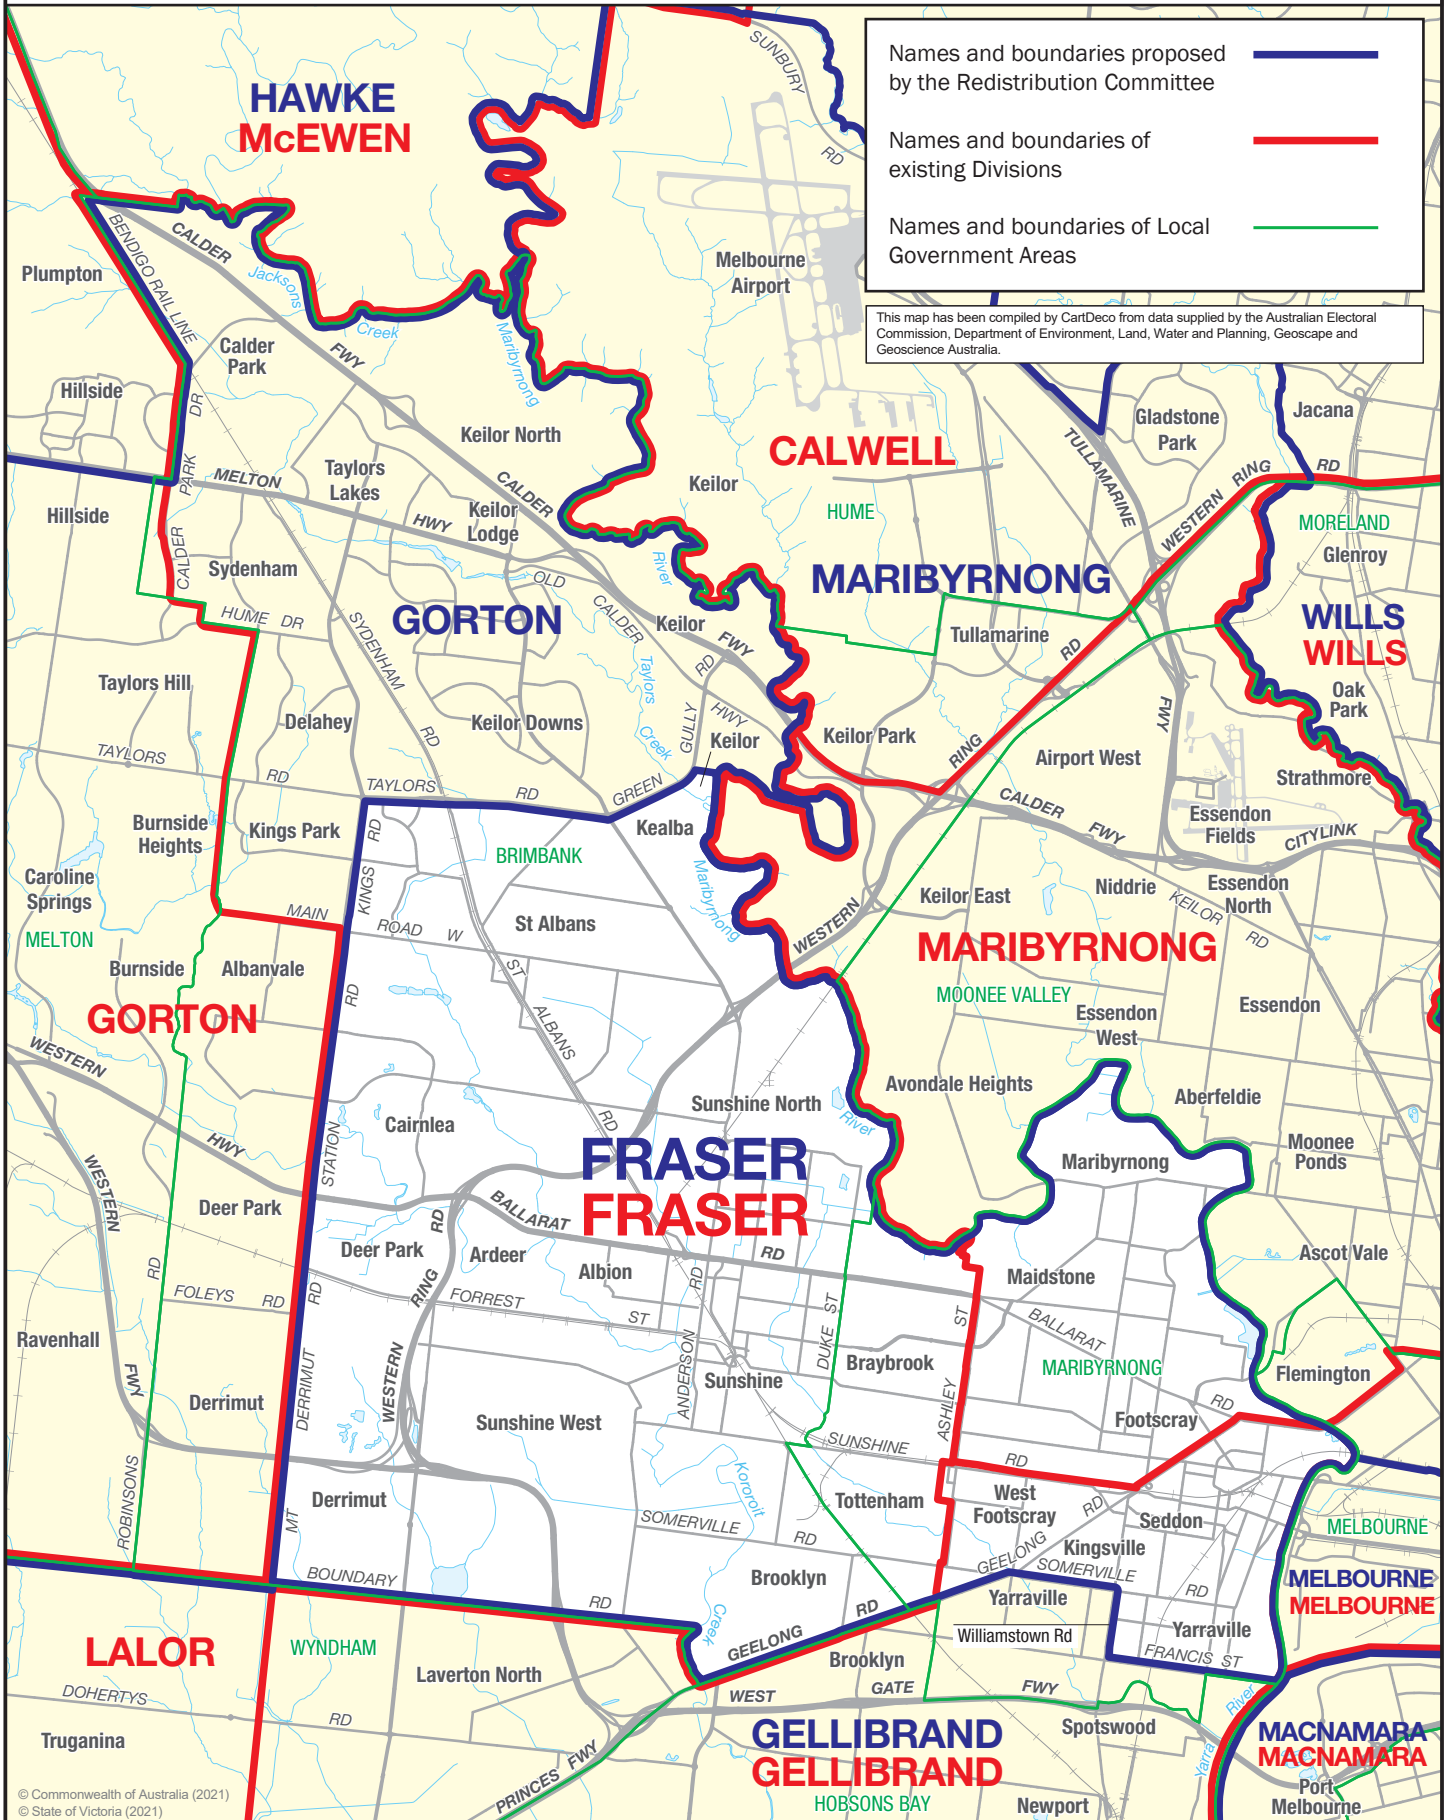 Names and boundaries proposed
by the Redistribution Committee
Names and boundaries of
existing Divisions
Names and boundaries of Local
Government Areas
This map has been compiled by CartDeco from data supplied by the Australian Electoral
Commission, Department of Environment, Land, Water and Planning, Geoscape and
Geoscience Australia.
SUNBURY
RD
HAWKE
McEWEN
Melbourne
Airport
Plumpton
BENDIGO RAIL LINE
CALDER
Jacksons
Creek
FWY
Maribyrnong
Calder
Park
Hillside
DR
PARK
CALDER
Keilor North
Taylors
Lakes
MELTON
HWY
CALDER
Keilor
Lodge
Keilor
CALWELL
HUME
Gladstone
Park
Jacana
TULLAMARINE
WESTERN
RING
RD
MORELAND
Glenroy
Hillside
Sydenham
HUME DR
SYDENHAM
RD
GORTON
OLD
CALDER
River
Keilor
FWY
RD
Taylors
Creek
GULLY
HWY
Keilor
MARIBYRNONG
Tullamarine
RD
RING
WILLS
WILLS
Oak
Park
Strathmore
FWY
Taylors Hill
Delahey
Keilor Downs
Keilor Park
Airport West
TAYLORS
RD
TAYLORS
RD
GREEN
Burnside
Heights
Kings Park
RD
KINGS
Kealba
BRIMBANK
CALDER
FWY
Essendon
Fields
CITYLINK
Caroline
Springs
MELTON
MAIN
ROAD W
St Albans
Maribyrnong
WESTERN
Keilor East
Niddrie
KEILOR
RD
Essendon
North
MARIBYRNONG
Burnside
Albanvale
GORTON
RD
ST
ALBANS
RD
MOONEE VALLEY
Essendon
West
Essendon
WESTERN
HWY
WESTERN
FWY
Cairnlea
STATION
RD
Sunshine North
River
Avondale Heights
Aberfeldie
Maribyrnong
Moonee
Ponds
FRASER
FRASER
Deer Park
Deer Park
RD
RING
WESTERN
BALLARAT
RD
Ardeer
Albion
Maidstone
Ascot Vale
RD
ROBINSONS
FOLEYS RD
FORREST
ST
RD
ANDERSON
DUKE ST
Braybrook
ST
ASHLEY
BALLARAT
RD
MARIBYRNONG
Flemington
Ravenhall
Derrimut
DERRIMUT
MT
Sunshine West
Sunshine
SUNSHINE
RD
Footscray
Derrimut
Kororoit
Creek
Tottenham
West
Footscray
RD
GEELONG
Seddon
Kingsville
SOMERVILLE
RD
SOMERVILLE
RD
MELBOURNE
MELBOURNE
MELBOURNE
BOUNDARY
RD
Brooklyn
GEELONG
RD
Yarraville
Williamstown Rd
Yarraville
FRANCIS ST
LALOR
WYNDHAM
Laverton North
Brooklyn
DOHERTYS
RD
WEST
GATE
FWY
River
Yarra
Truganina
PRINCES FWY
GELLIBRAND
GELLIBRAND
HOBSONS BAY
Spotswood
Newport
MACNAMARA
MACNAMARA
Port
Melbourne
© Commonwealth of Australia (2021)
© State of Victoria (2021)